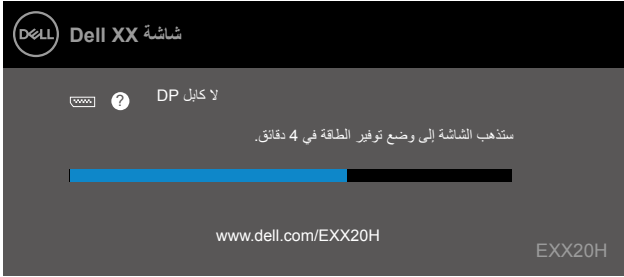 DELL
شاشة Dell XX
? لا كابل DP
ستذهب الشاشة إلى وضع توفير الطاقة في 4 دقائق.
www.dell.com/EXX20H
EXX20H